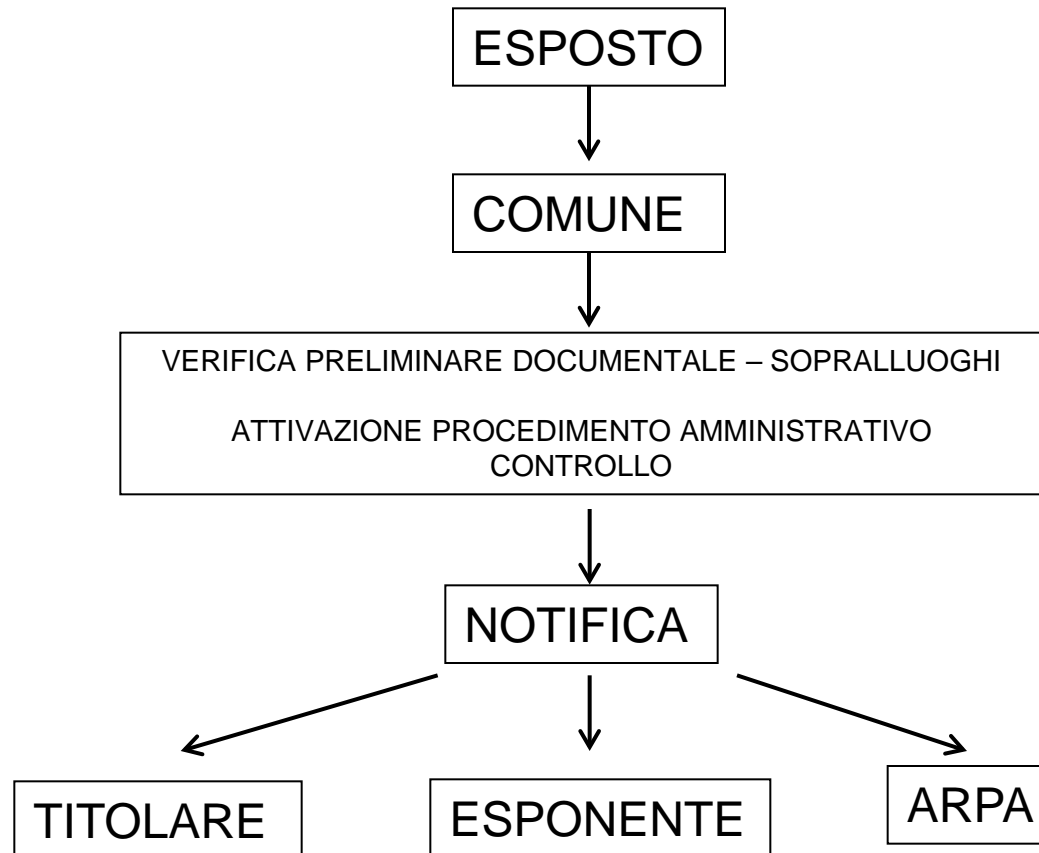 ESPOSTO
COMUNE
VERIFICA PRELIMINARE DOCUMENTALE – SOPRALLUOGHI
ATTIVAZIONE PROCEDIMENTO AMMINISTRATIVO
CONTROLLO
NOTIFICA
TITOLARE
ESPONENTE
ARPA